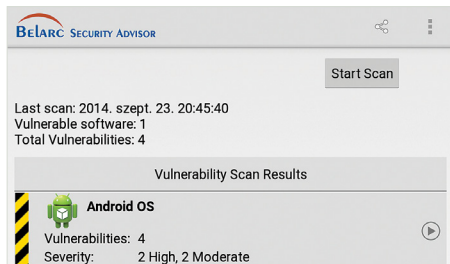 BELARC SECURITY ADVISOR
Start Scan
Last scan: 2014. szept. 23. 20:45:40
Vulnerable software: 1
Total Vulnerabilities: 4
Vulnerability Scan Results
Android OS
Vulnerabilities: 4
Severity: 2 High, 2 Moderate